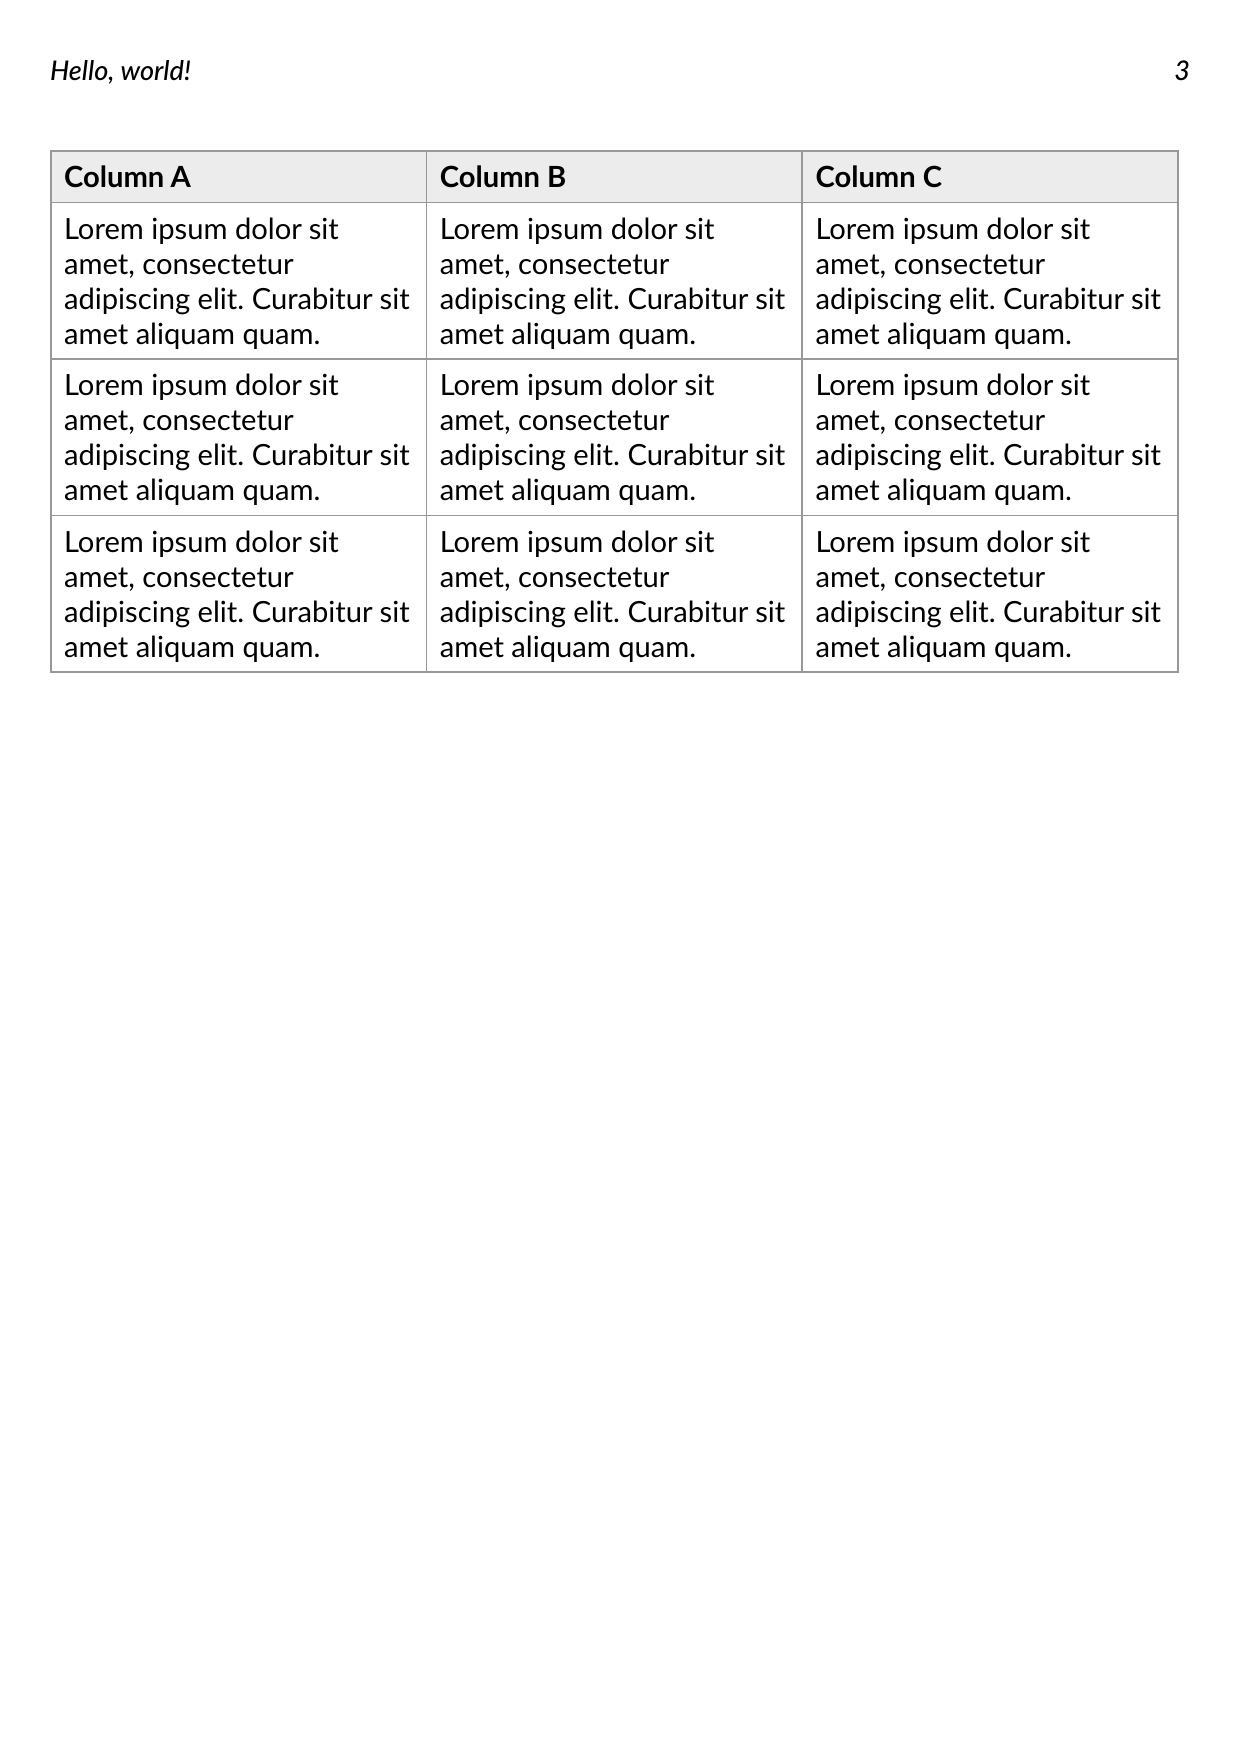 Hello, world! 3
Column A Column B Column C
Lorem ipsum dolor sit Lorem ipsum dolor sit Lorem ipsum dolor sit
amet, consectetur amet, consectetur amet, consectetur
adipiscing elit. Curabitur sit adipiscing elit. Curabitur sit adipiscing elit. Curabitur sit
amet aliquam quam. amet aliquam quam. amet aliquam quam.
Lorem ipsum dolor sit Lorem ipsum dolor sit Lorem ipsum dolor sit
amet, consectetur amet, consectetur amet, consectetur
adipiscing elit. Curabitur sit adipiscing elit. Curabitur sit adipiscing elit. Curabitur sit
amet aliquam quam. amet aliquam quam. amet aliquam quam.
Lorem ipsum dolor sit Lorem ipsum dolor sit Lorem ipsum dolor sit
amet, consectetur amet, consectetur amet, consectetur
adipiscing elit. Curabitur sit adipiscing elit. Curabitur sit adipiscing elit. Curabitur sit
amet aliquam quam. amet aliquam quam. amet aliquam quam.